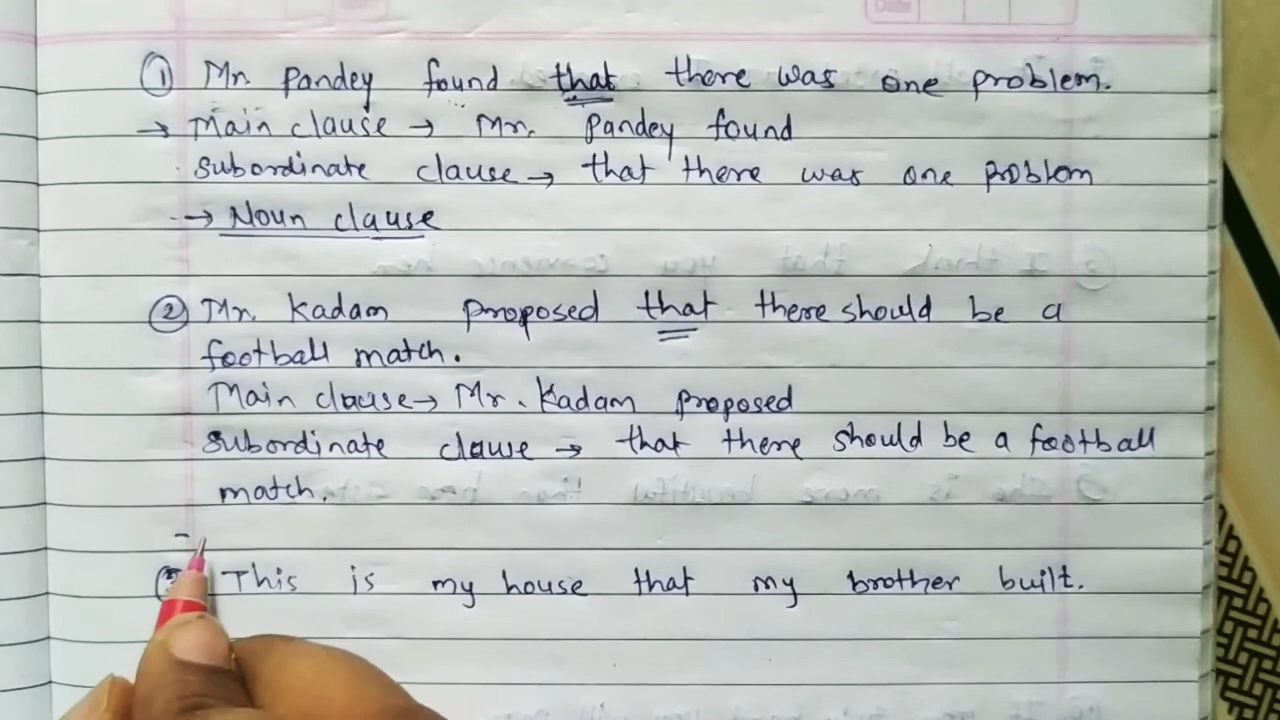 Date
① Mr. Pandey found that there was one problem.
→ Main clause → Mr. Pandey found
Subordinate clause → that there was one problem
→ Noun clause
② Mr. Kadam proposed that there should be a
football match.
Main clause → Mr. Kadam proposed
Subordinate clause → that there should be a football
match.
-
③ This is my house that my brother built.